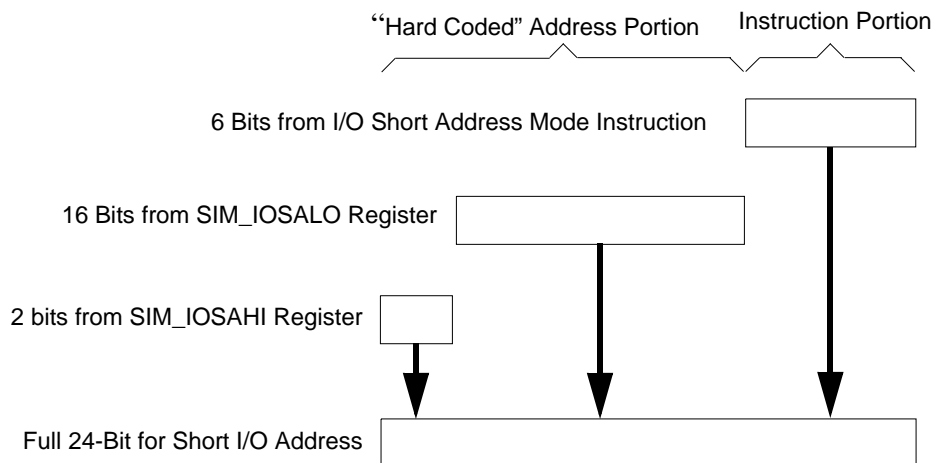 “Hard Coded” Address Portion
Instruction Portion
6 Bits from I/O Short Address Mode Instruction
16 Bits from SIM_IOSALO Register
2 bits from SIM_IOSAHI Register
Full 24-Bit for Short I/O Address